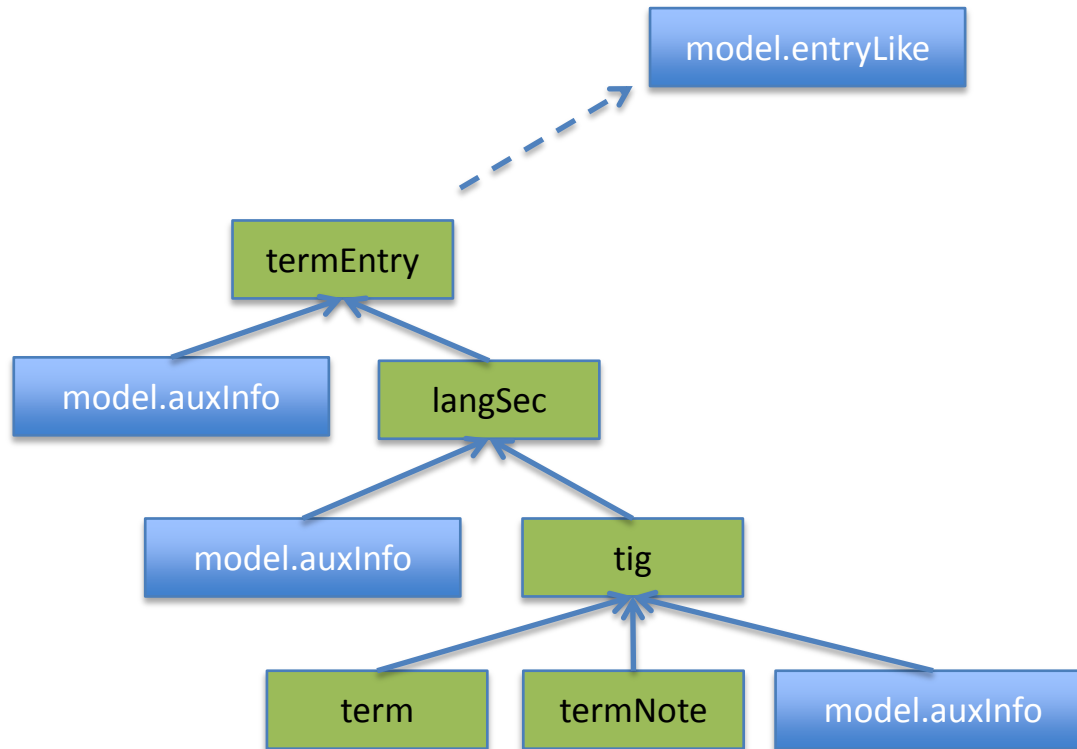 model.entryLike
termEntry
model.auxInfo
langSec
model.auxInfo
tig
term
termNote
model.auxInfo